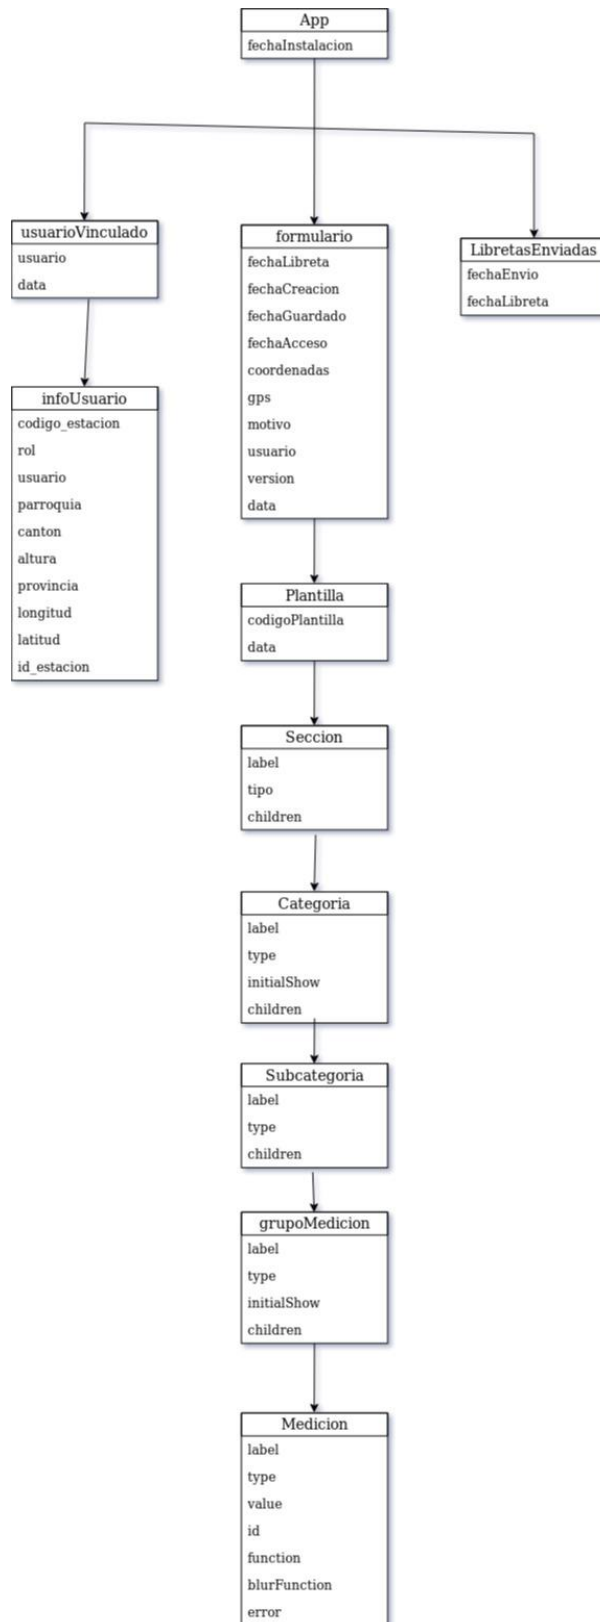 App
fechaInstalacion
usuarioVinculado
usuario
data
formulario
fechaLibreta
fechaCreacion
fechaGuardado
fechaAcceso
coordenadas
gps
motivo
usuario
version
data
LibretasEnviadas
fechaEnvio
fechaLibreta
infoUsuario
codigo_estacion
rol
usuario
parroquia
canton
altura
provincia
longitud
latitud
id_estacion
Plantilla
codigoPlantilla
data
Seccion
label
tipo
children
Categoria
label
type
initialShow
children
Subcategoria
label
type
children
grupoMedicion
label
type
initialShow
children
Medicion
label
type
value
id
function
blurFunction
error